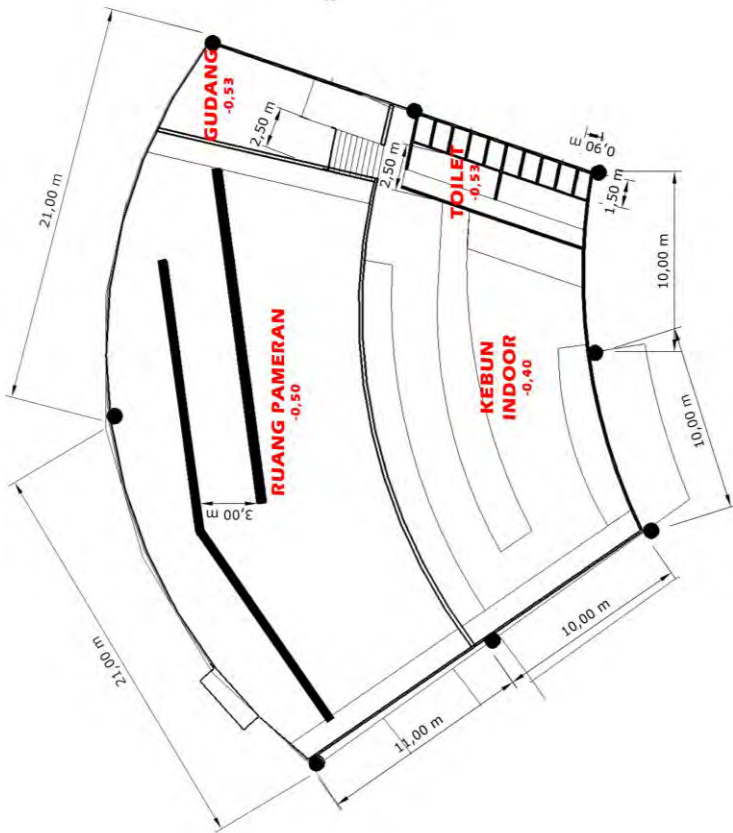 21,00 m
GUDANG
-0,53
2,50 m
2,50 m
TOILET
-0,53
0,90 m
1,50 m
10,00 m
RUANG PAMERAN
-0,50
KEBUN
INDOOR
-0,40
10,00 m
3,00 m
21,00 m
10,00 m
11,00 m